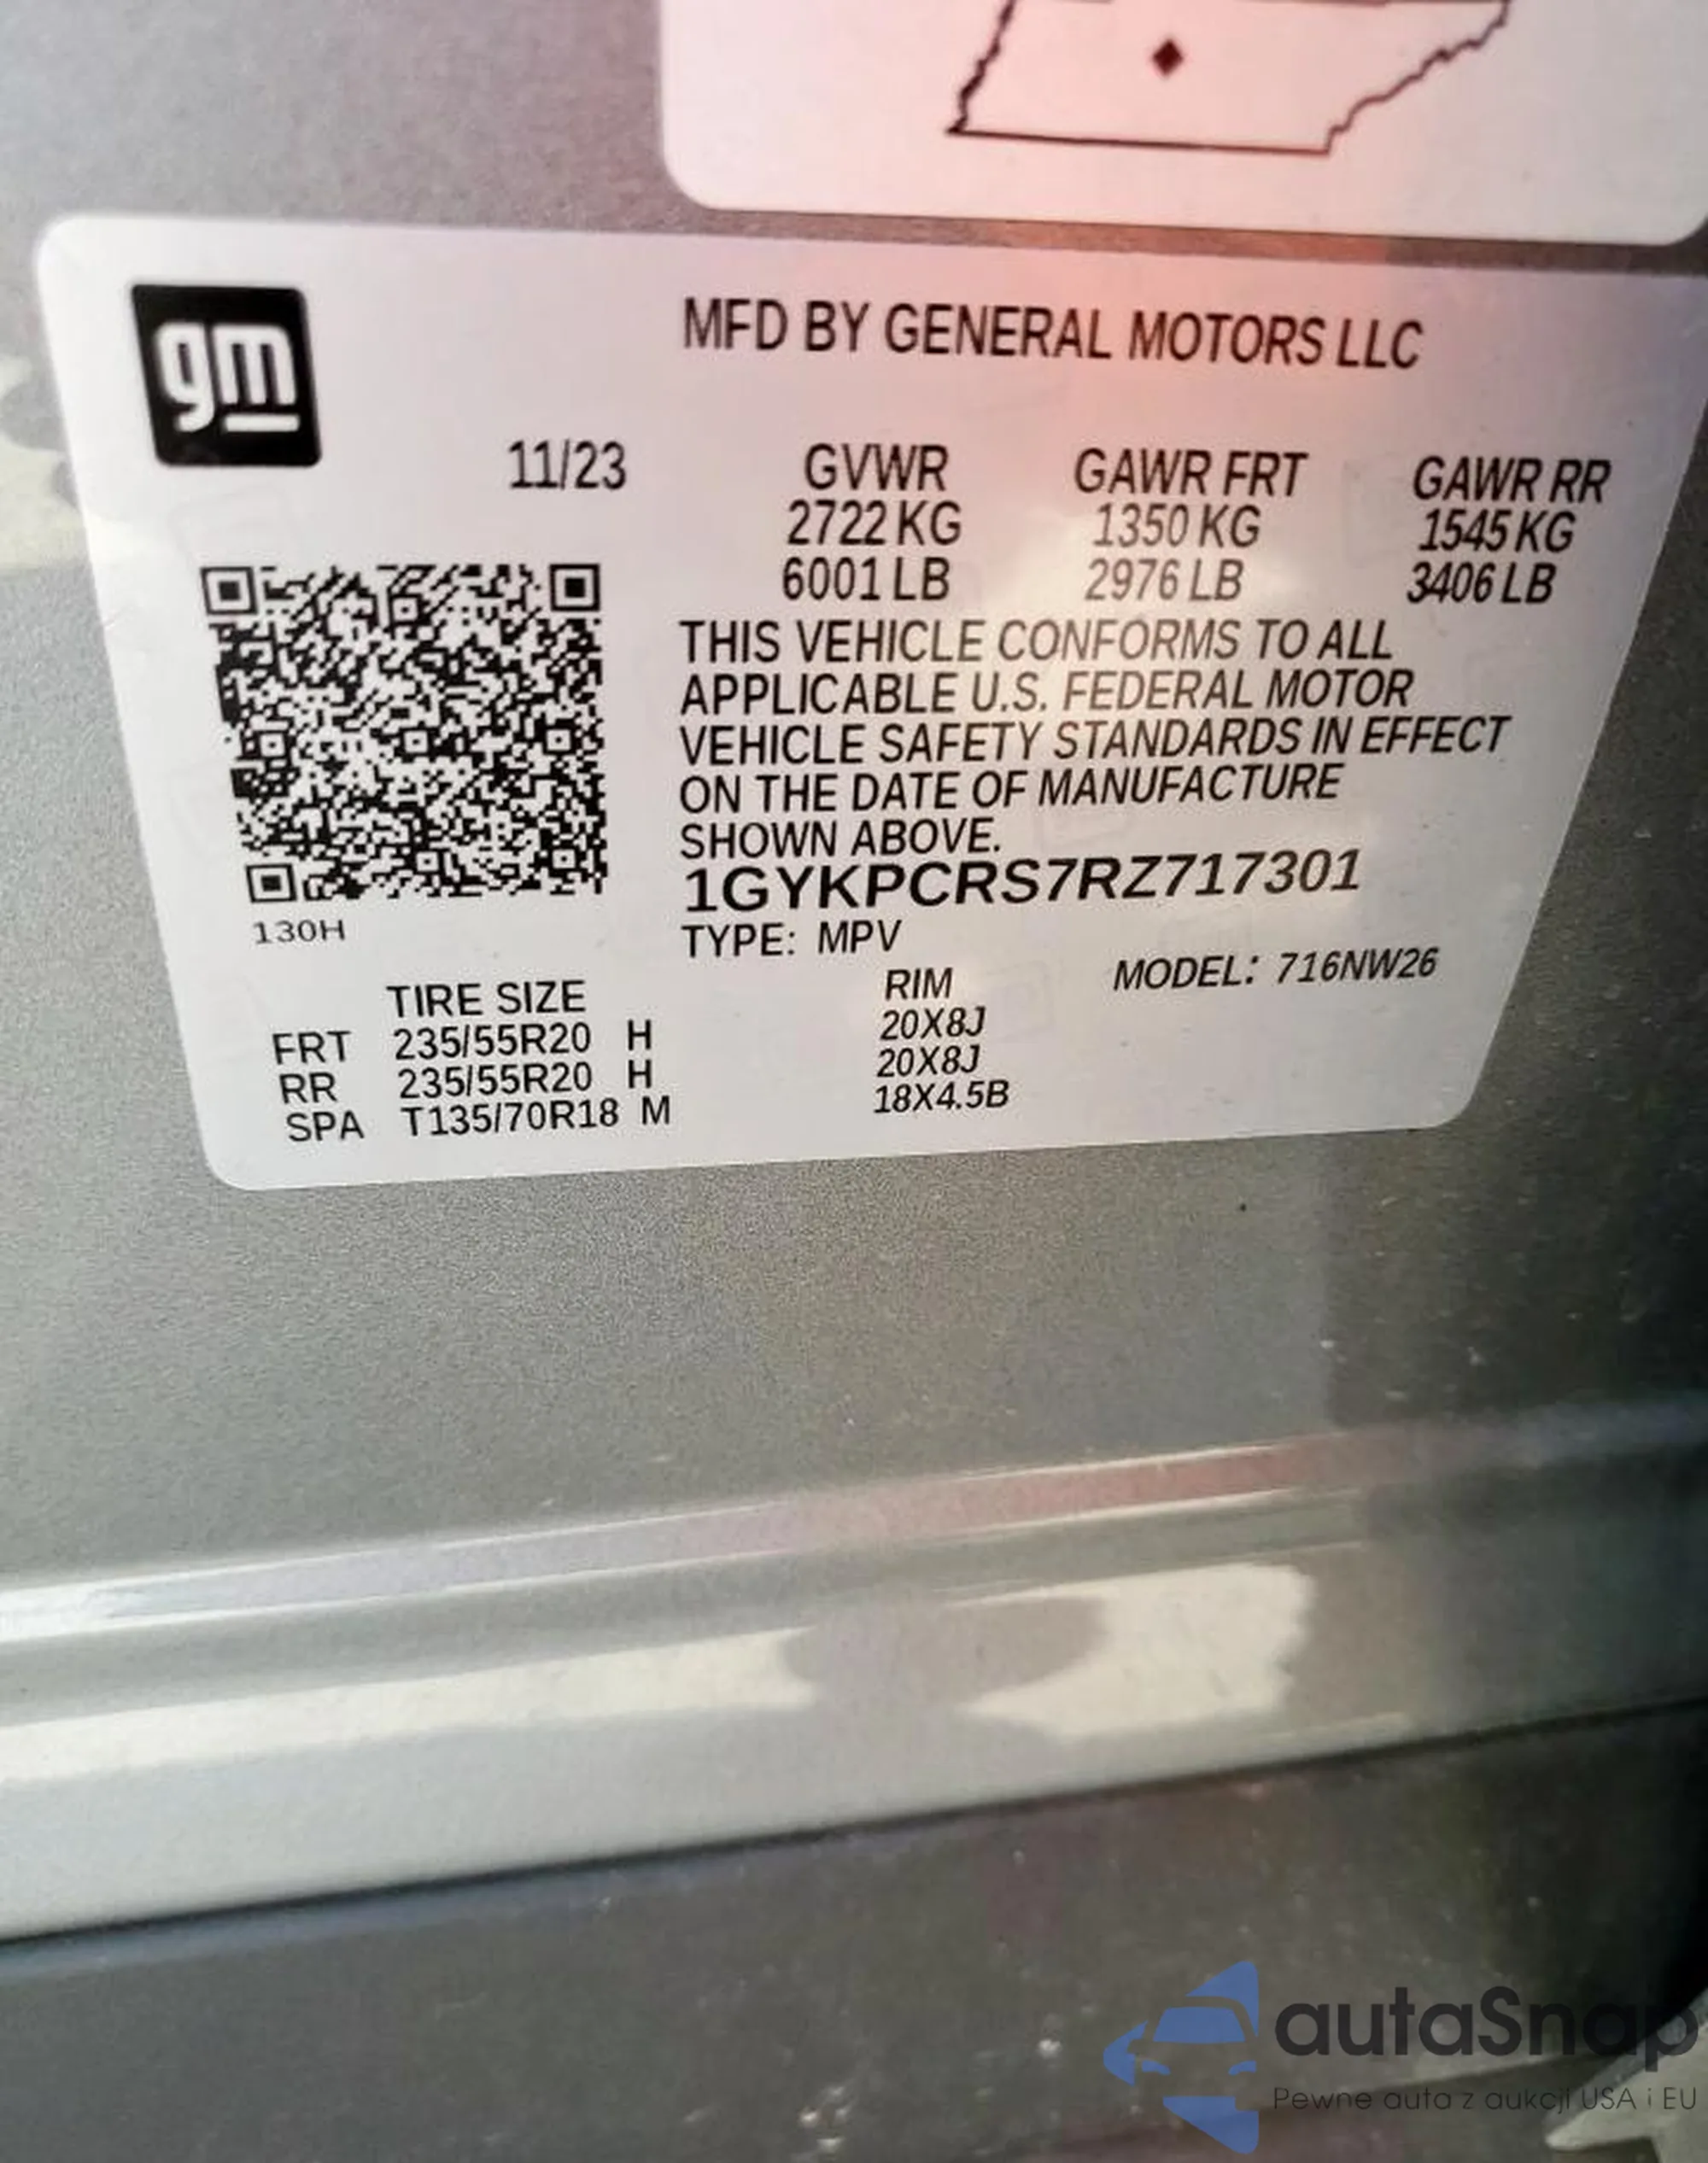 gm
MFD BY GENERAL MOTORS LLC
11/23 GVWR GAWR FRT GAWR RR
2722 KG 1350 KG 1545 KG
6001 LB 2976 LB 3406 LB
THIS VEHICLE CONFORMS TO ALL
APPLICABLE U.S. FEDERAL MOTOR
VEHICLE SAFETY STANDARDS IN EFFECT
ON THE DATE OF MANUFACTURE
SHOWN ABOVE.
1GYKPCRS7RZ717301
130H
TYPE: MPV
MODEL: 716NW26
TIRE SIZE RIM
FRT 235/55R20 H 20X8J
RR 235/55R20 H 20X8J
SPA T135/70R18 M 18X4.5B
autaSnap
Pewne auta z aukcji USA i EU